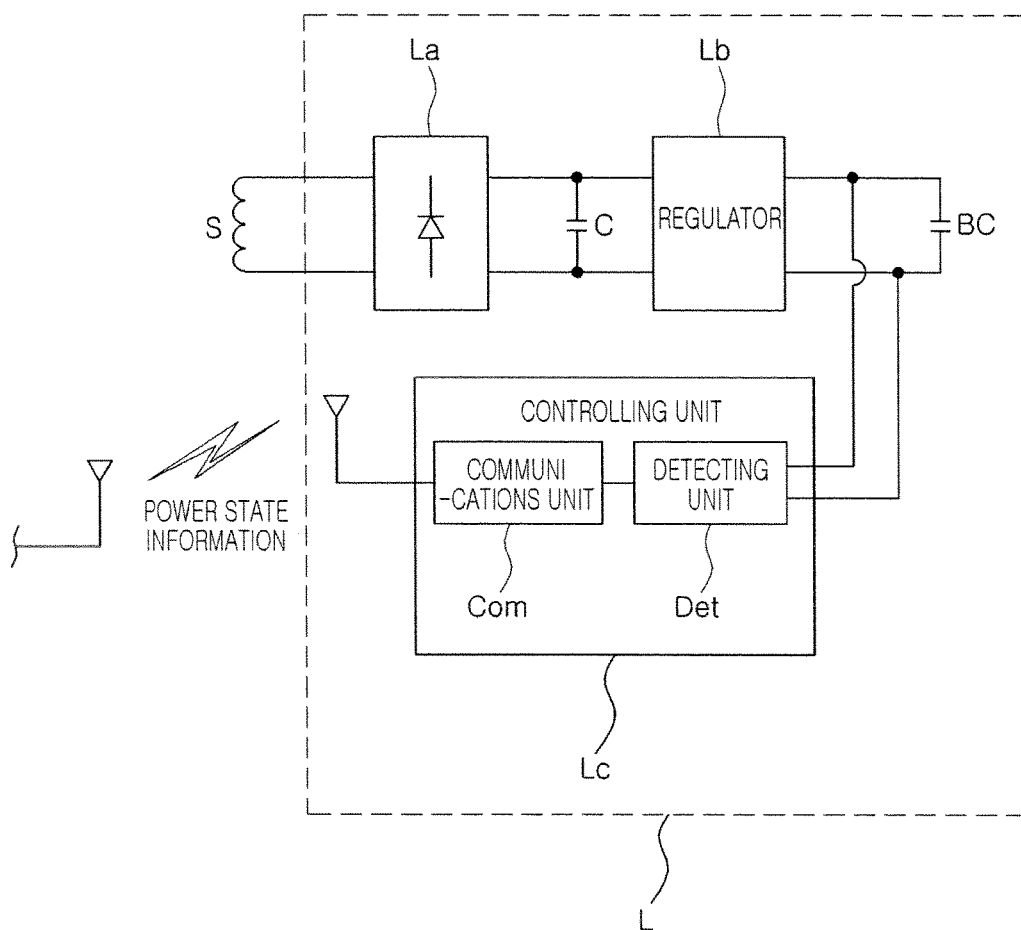 La
Lb
S
C
REGULATOR
BC
CONTROLLING UNIT
COMMUNI
-CATIONS UNIT
DETECTING
UNIT
POWER STATE
INFORMATION
Com
Det
Lc
L